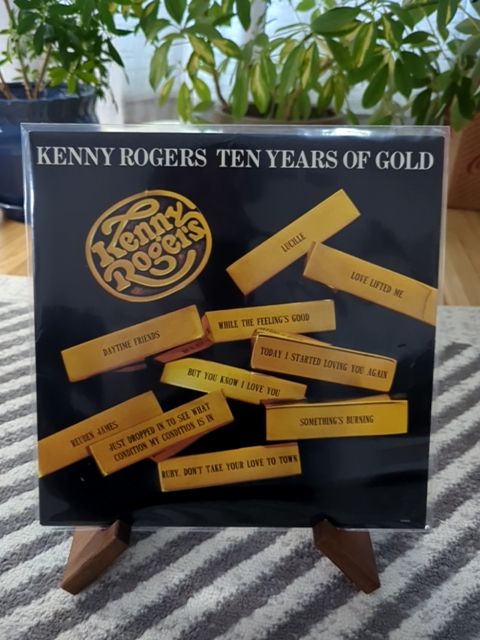 KENNY ROGERS TEN YEARS OF GOLD
Kenny
Rogers
LUCILLE
LOVE LIFTED ME
WHILE THE FEELING'S GOOD
DAYTIME FRIENDS
TODAY I STARTED LOVING YOU AGAIN
BUT YOU KNOW I LOVE YOU
REUBEN JAMES
JUST DROPPED IN TO SEE WHAT
CONDITION MY CONDITION IS IN
SOMETHING'S BURNING
RUBY, DON'T TAKE YOUR LOVE TO TOWN